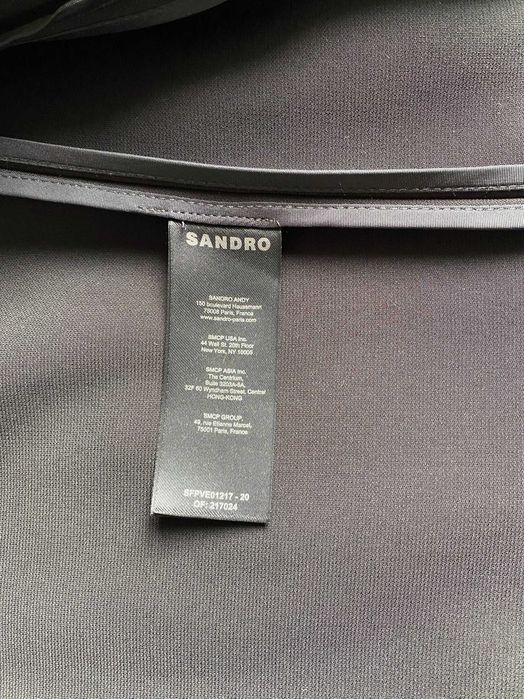 SANDRO
SANDRO ANDY
150 boulevard Haussmann
75008 Paris, France
www.sandro-paris.com
SMCP USA Inc.
44 Wall St. 20th Floor
New York, NY 10005
SMCP ASIA Inc.
The Centrium,
Suite 3203A-5A,
32F 60 Wyndham Street, Central
HONG-KONG
SMCP GROUP,
49, rue Etienne Marcel,
75001 Paris, France
SFPVE01217 - 20
OF: 217024